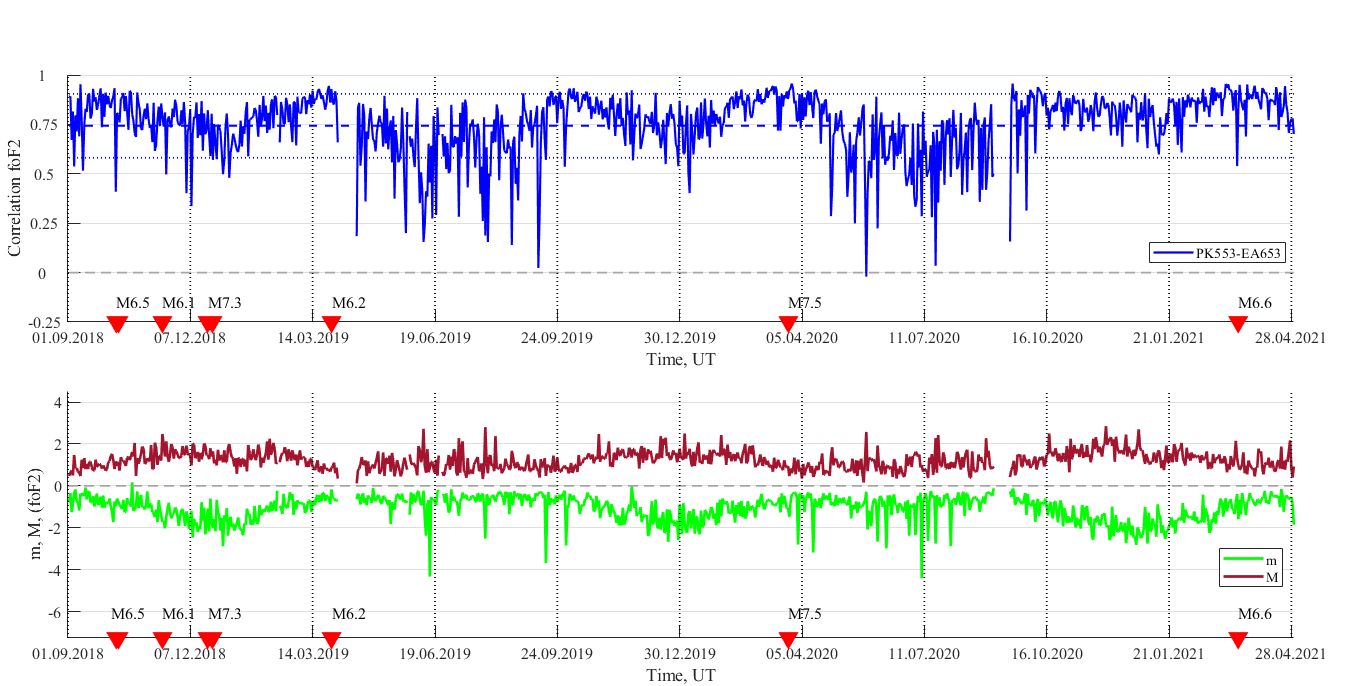 1
0.75
0.5
0.25
0
-0.25
Correlation foF2
PK553-EA653
M6.5 M6.1 M7.3 M6.2 M7.5 M6.6
01.09.2018 07.12.2018 14.03.2019 19.06.2019 24.09.2019 30.12.2019 05.04.2020 11.07.2020 16.10.2020 21.01.2021 28.04.2021
Time, UT
4
2
0
-2
-4
-6
m, M, (foF2)
m
M
M6.5 M6.1 M7.3 M6.2 M7.5 M6.6
01.09.2018 07.12.2018 14.03.2019 19.06.2019 24.09.2019 30.12.2019 05.04.2020 11.07.2020 16.10.2020 21.01.2021 28.04.2021
Time, UT